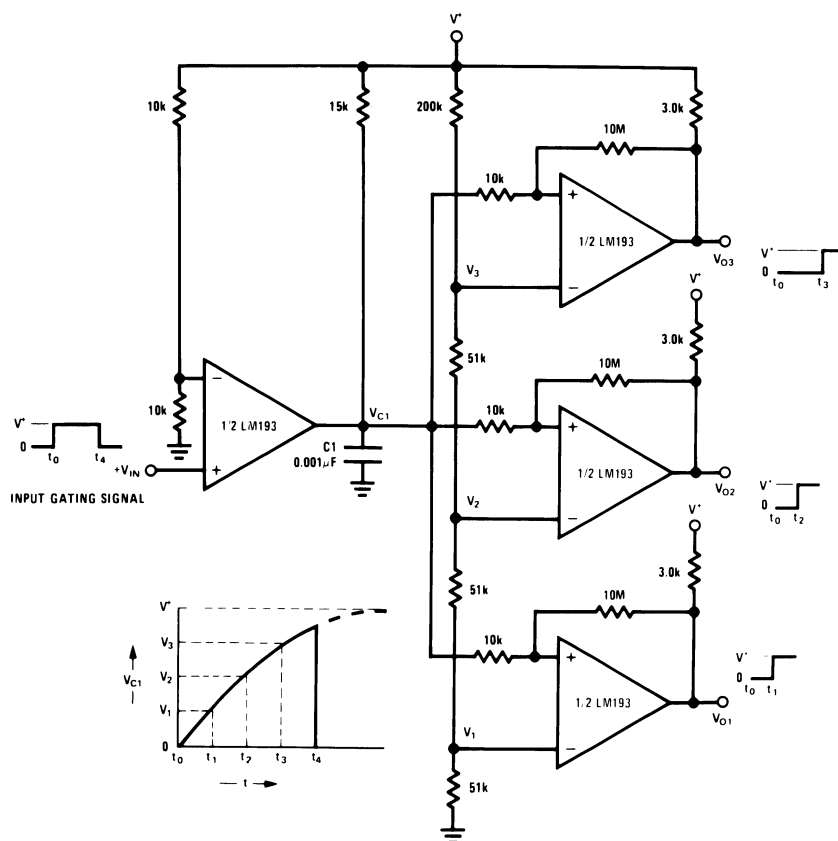 V+
10k
15k
200k
3.0k
10M
10k
+
1/2 LM193
−
V3
VO3
V+
0
t0
t3
V+
3.0k
51k
10M
10k
−
10k
1/2 LM193
+
VC1
C1
0.001μF
+
1/2 LM193
−
V2
VO2
V+
0
t0
t2
V+
0
t0
t4
+VIN
INPUT GATING SIGNAL
V+
3.0k
51k
10M
10k
+
1/2 LM193
−
V1
VO1
V+
0
t0
t1
51k
V+
V3
VC1
V2
V1
0
t0
t1
t2
t3
t4
t